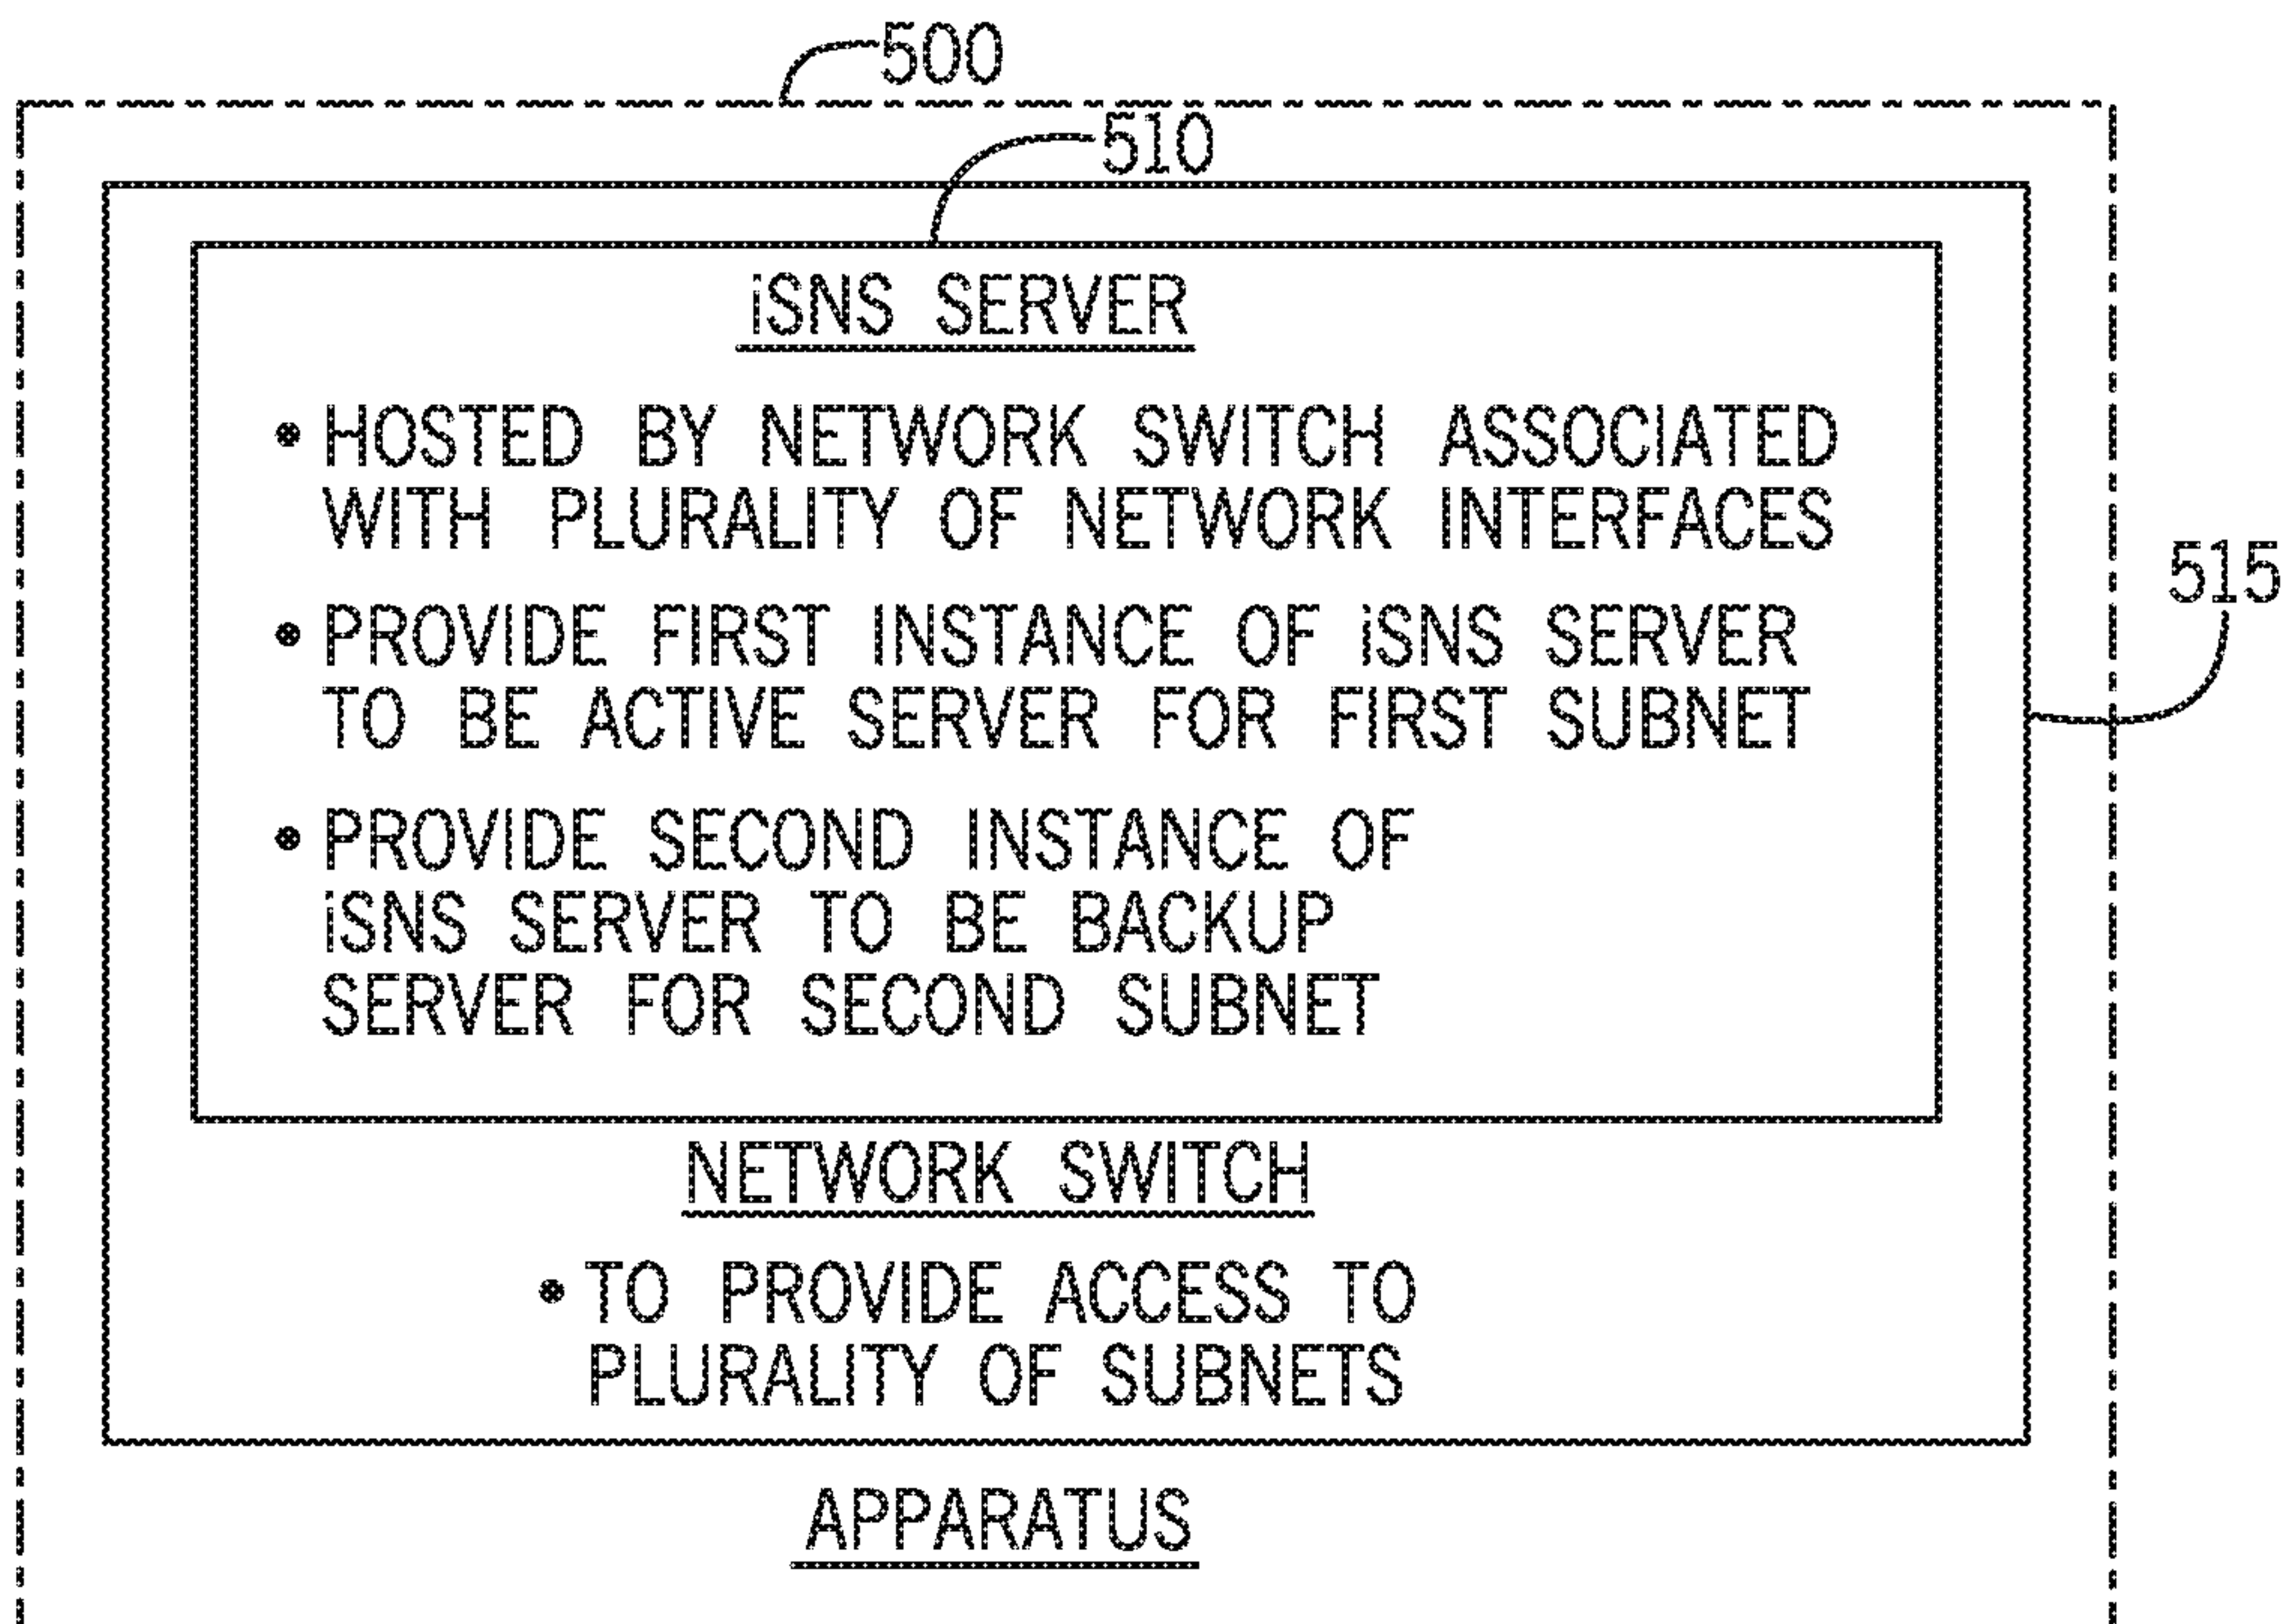 500
510
iSNS SERVER
• HOSTED BY NETWORK SWITCH ASSOCIATED
WITH PLURALITY OF NETWORK INTERFACES
515
• PROVIDE FIRST INSTANCE OF iSNS SERVER
TO BE ACTIVE SERVER FOR FIRST SUBNET
• PROVIDE SECOND INSTANCE OF
iSNS SERVER TO BE BACKUP
SERVER FOR SECOND SUBNET
NETWORK SWITCH
• TO PROVIDE ACCESS TO
PLURALITY OF SUBNETS
APPARATUS